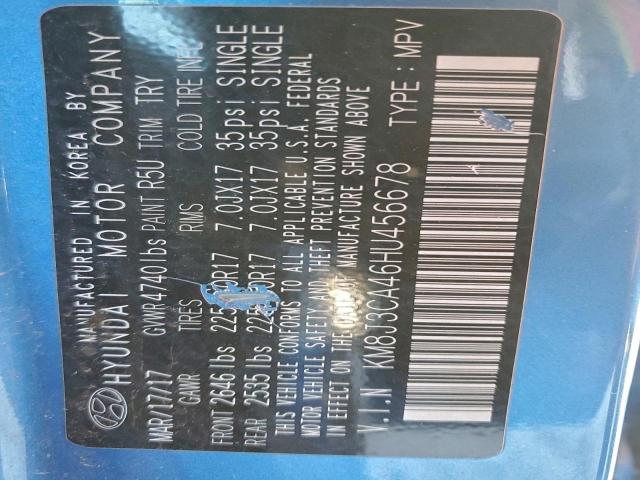 MANUFACTURED IN KOREA BY
HYUNDAI MOTOR COMPANY
MAR/17/17 GVWR 4740 lbs PAINT R5U TRIM TRY
GAWR TIRES RIMS COLD TIRE INFL
FRONT 2646 lbs 225 R17 7.0JX17 35psi SINGLE
REAR 2535 lbs R17 7.0JX17 35psi SINGLE
THIS VEHICLE CONFORMS TO ALL APPLICABLE U.S.A. FEDERAL
MOTOR VEHICLE SAFETY AND THEFT PREVENTION STANDARDS
IN EFFECT ON THE DATE OF MANUFACTURE SHOWN ABOVE
V.I.N KM8J3CA46HU456678 TYPE : MPV